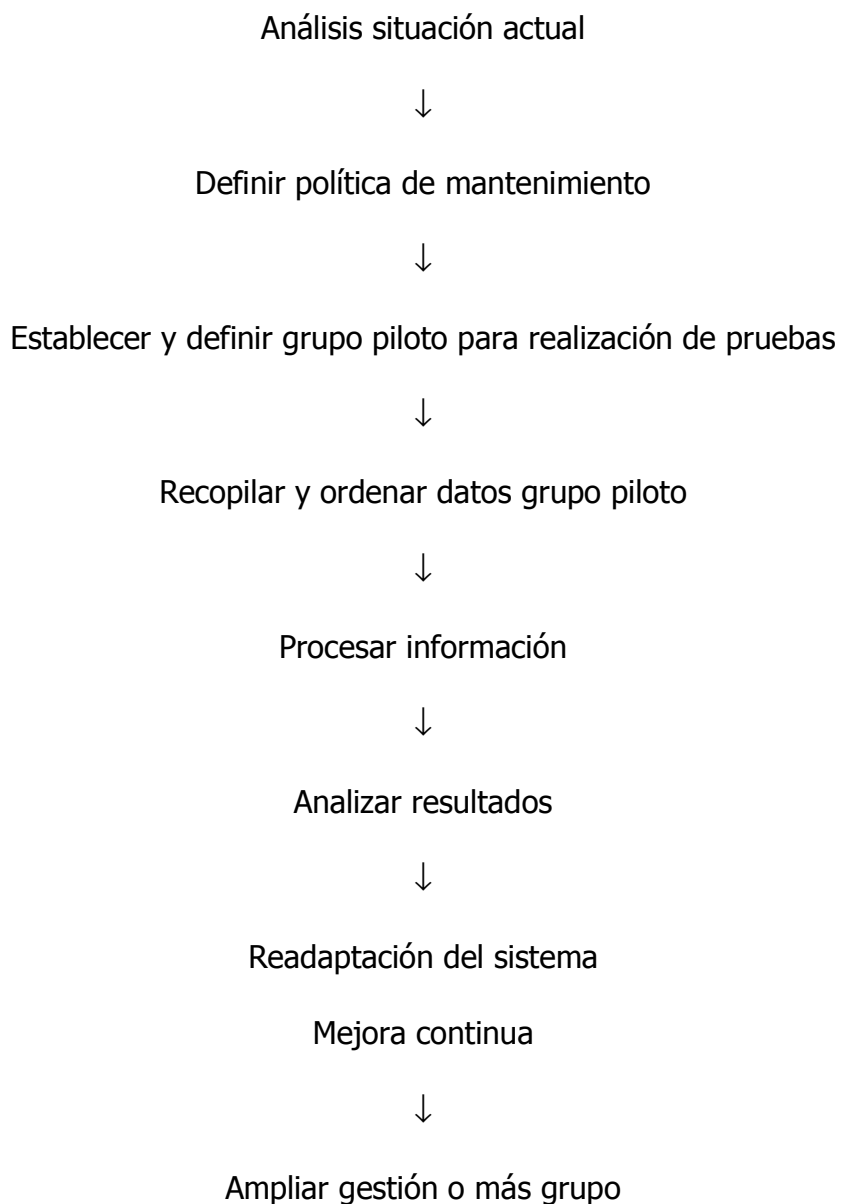 Análisis situación actual
↓
Definir política de mantenimiento
↓
Establecer y definir grupo piloto para realización de pruebas
↓
Recopilar y ordenar datos grupo piloto
↓
Procesar información
↓
Analizar resultados
↓
Readaptación del sistema
Mejora continua
↓
Ampliar gestión o más grupo